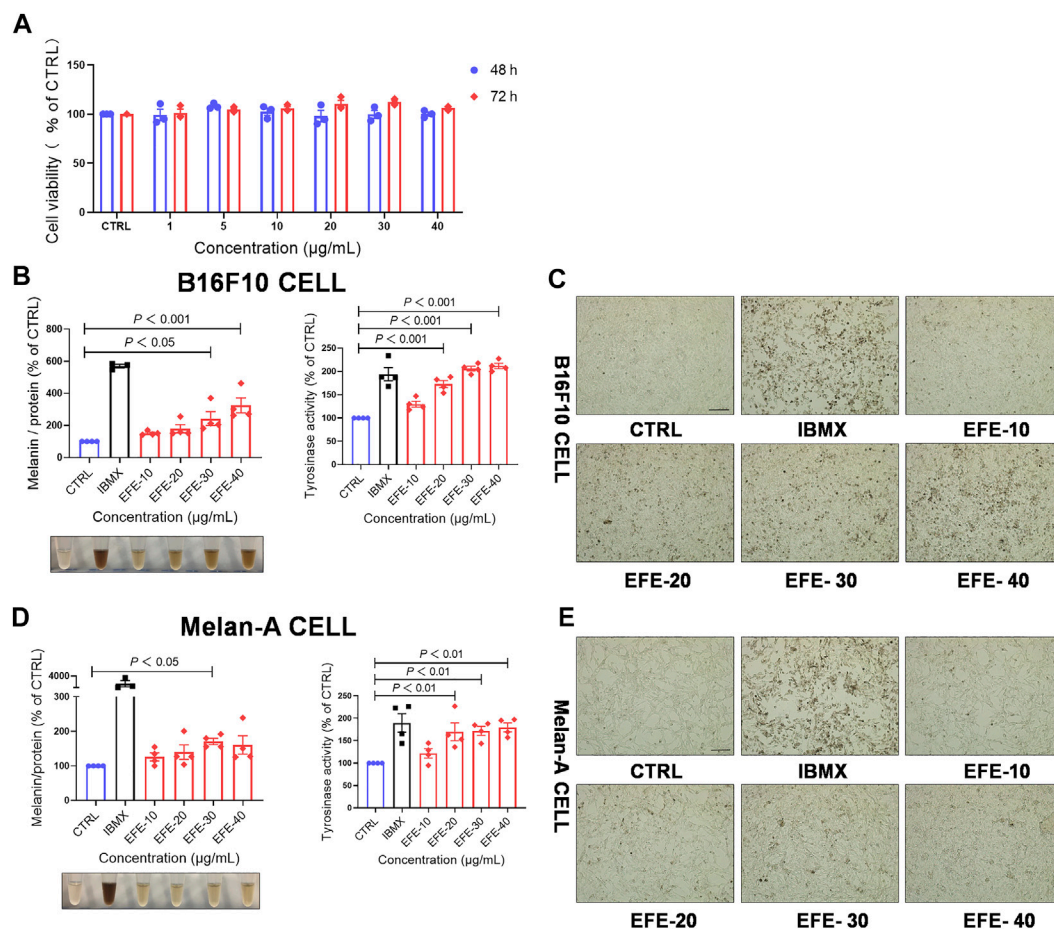 A
Cell viability ( % of CTRL)
150
100
50
0
CTRL 1 5 10 20 30 40
Concentration (μg/mL)
48 h
72 h
B
B16F10 CELL
Melanin / protein (% of CTRL)
800
600
400
200
0
P < 0.001
P < 0.05
CTRL IBMX EFE-10 EFE-20 EFE-30 EFE-40
Concentration (μg/mL)
Tyrosinase activity (% of CTRL)
250
200
150
100
50
0
P < 0.001
P < 0.001
P < 0.001
CTRL IBMX EFE-10 EFE-20 EFE-30 EFE-40
Concentration (μg/mL)
C
B16F10 CELL
CTRL IBMX EFE-10
EFE-20 EFE- 30 EFE- 40
D
Melan-A CELL
Melanin/protein (% of CTRL)
4000
200
150
100
50
0
P < 0.05
CTRL IBMX EFE-10 EFE-20 EFE-30 EFE-40
Concentration (μg/mL)
Tyrosinase activity (% of CTRL)
250
200
150
100
50
0
P < 0.01
P < 0.01
P < 0.01
CTRL IBMX EFE-10 EFE-20 EFE-30 EFE-40
Concentration (μg/mL)
E
Melan-A CELL
CTRL IBMX EFE-10
EFE-20 EFE- 30 EFE- 40